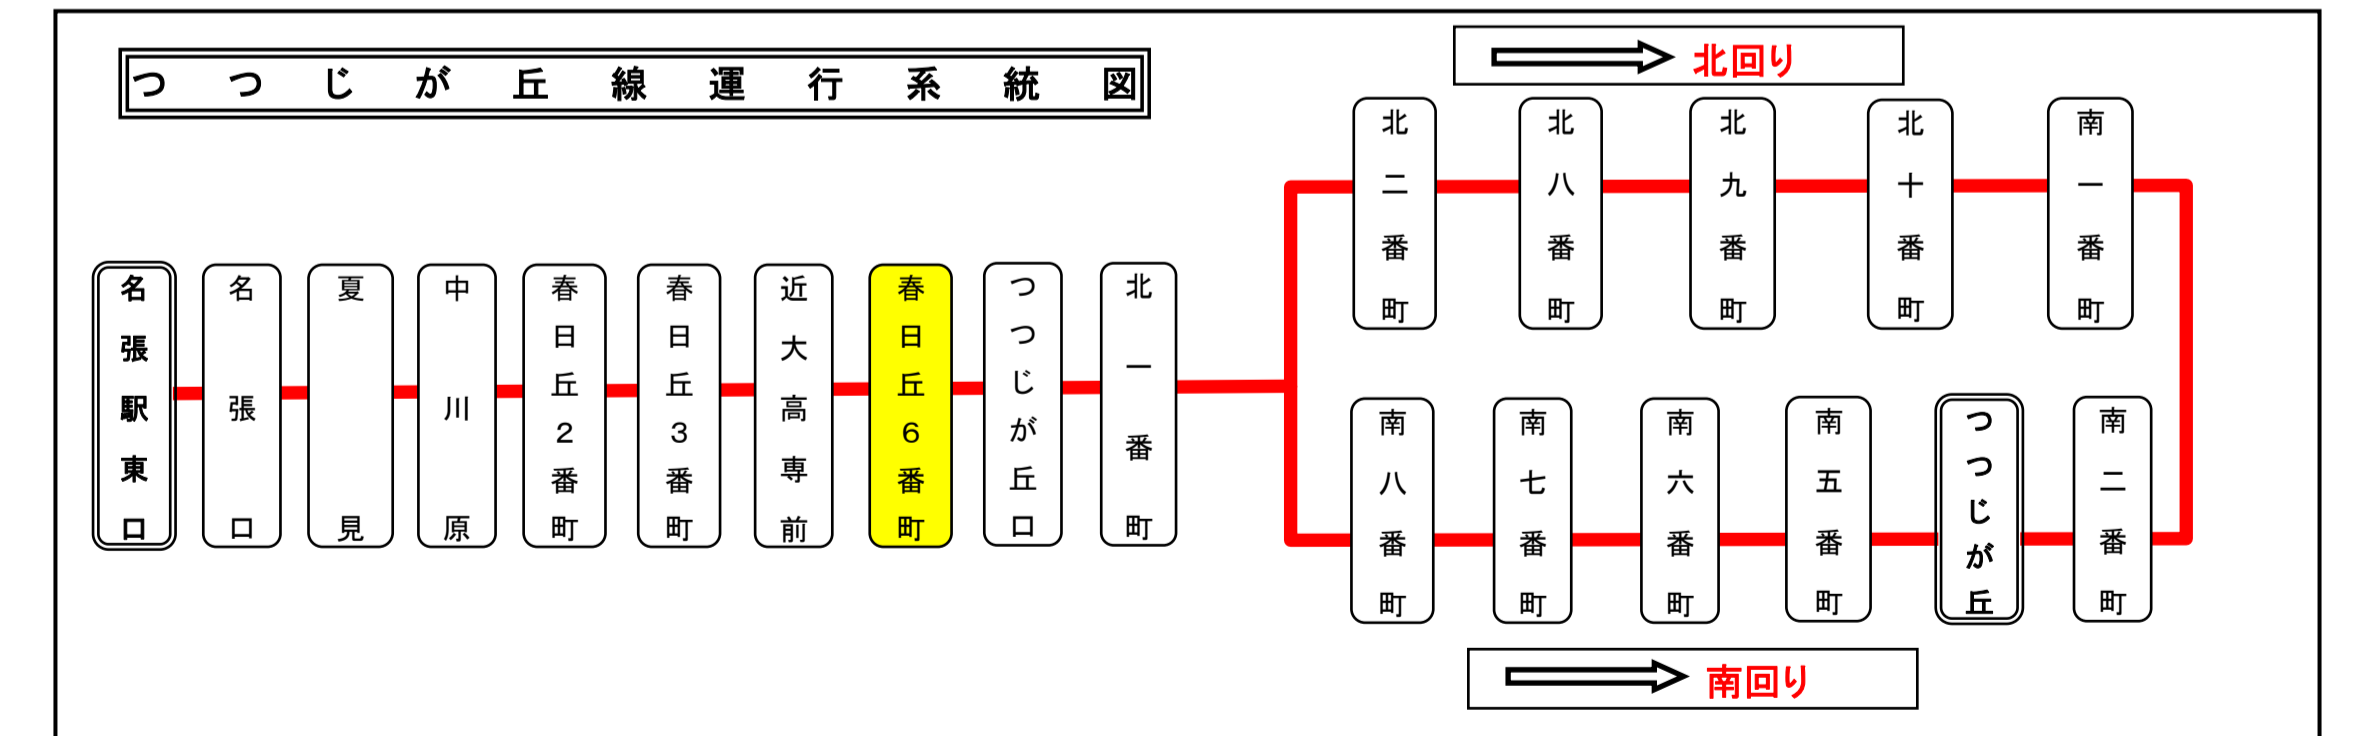 つつじが丘線運行系統図
北回り
北二番町
北八番町
北九番町
北十番町
南一番町
名張駅東口
名張口
夏見
中川原
春日丘2番町
春日丘3番町
近大高専前
春日丘6番町
つつじが丘口
北一番町
南八番町
南七番町
南六番町
南五番町
つつじが丘
南二番町
南回り